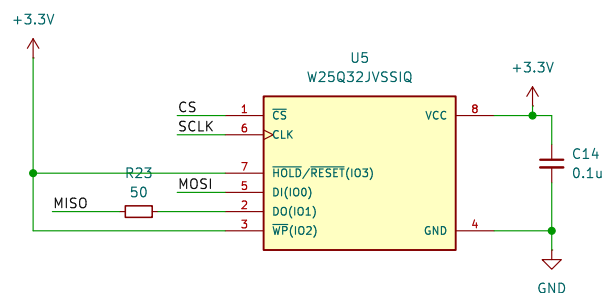 +3.3V
U5
W25Q32JVSSIQ
+3.3V
CS 1 CS VCC 8
SCLK 6 CLK
C14
0.1u
R23 7 HOLD/RESET(IO3)
50 MOSI 5 DI(IO0)
MISO 2 DO(IO1)
3 WP(IO2) GND 4
GND